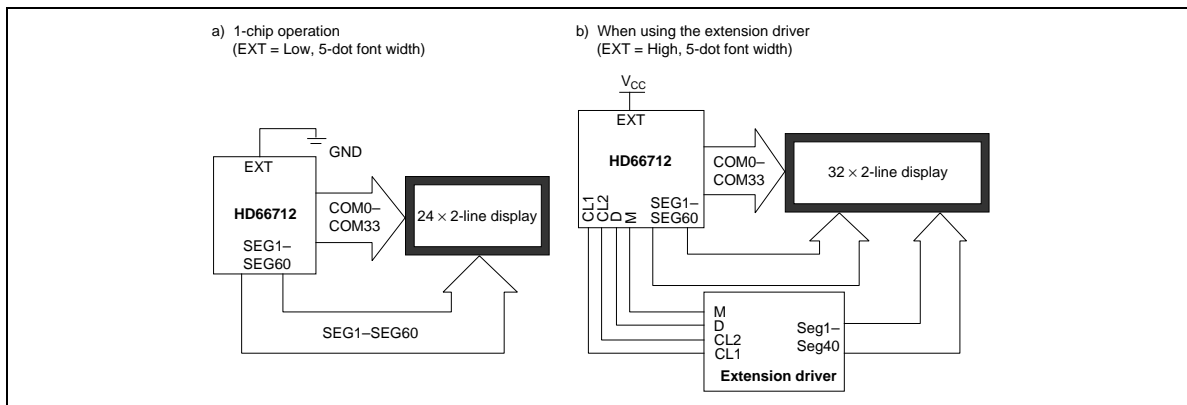 a) 1-chip operation
(EXT = Low, 5-dot font width)
EXT
GND
HD66712
COM0–
COM33
24 × 2-line display
SEG1–
SEG60
SEG1–SEG60
b) When using the extension driver
(EXT = High, 5-dot font width)
VCC
EXT
HD66712
COM0–
COM33
32 × 2-line display
CL1
CL2
D
M
SEG1–
SEG60
M
D
CL2
CL1
Seg1–
Seg40
Extension driver